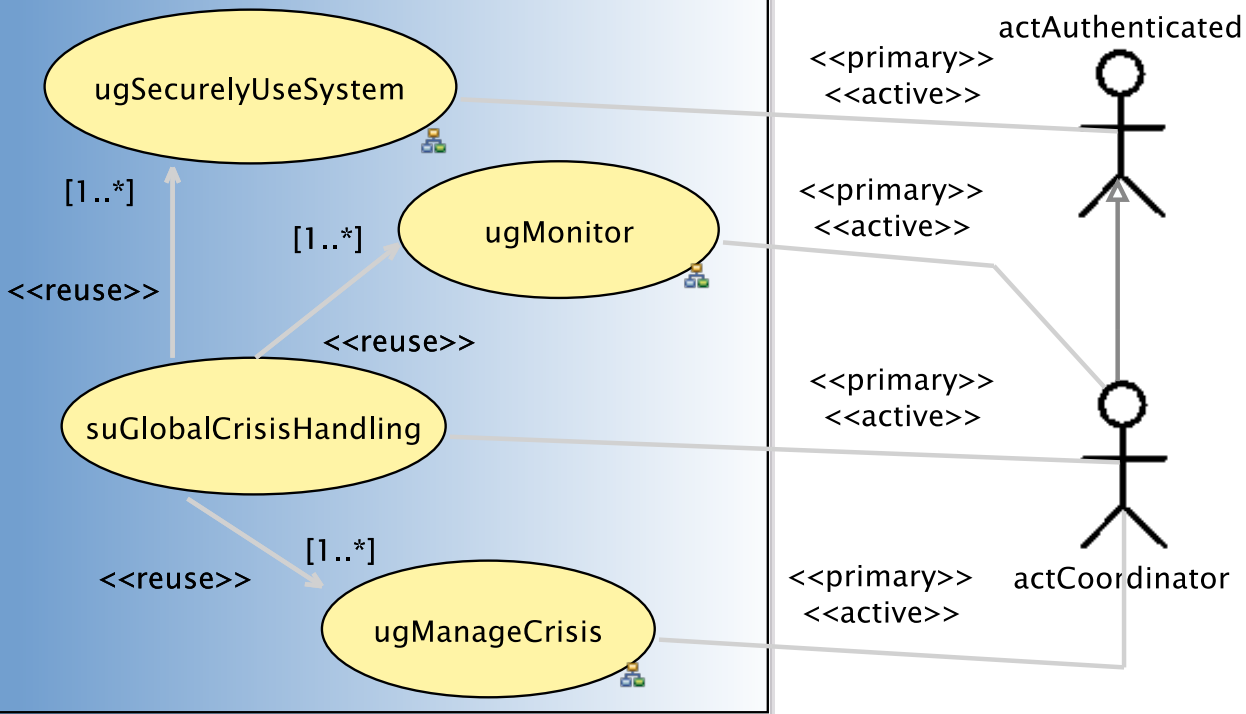 actAuthenticated
<<primary>>
<<active>>
ugSecurelyUseSystem
[1..*]
<<primary>>
<<active>>
[1..*]
ugMonitor
<<reuse>>
<<reuse>>
<<primary>>
<<active>>
suGlobalCrisisHandling
[1..*]
<<reuse>>
<<primary>>
<<active>>
actCoordinator
ugManageCrisis